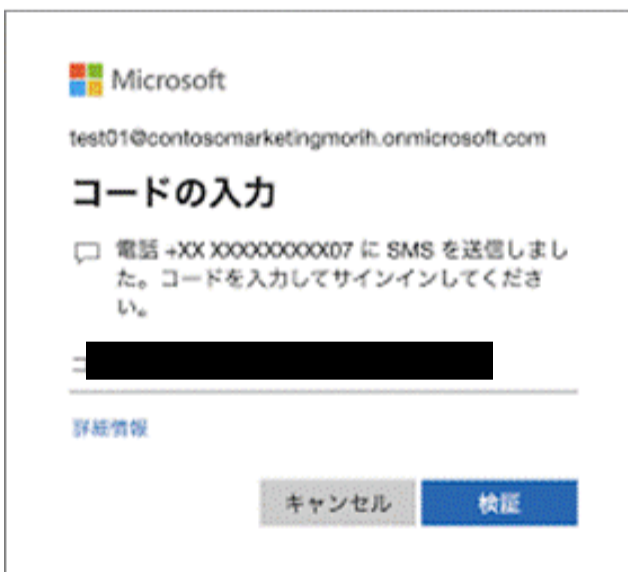 Microsoft
test01@contosomarketingmorih.onmicrosoft.com
コードの入力
電話 +XX XXXXXXXXX07 に SMS を送信しまし
た。コードを入力してサインインしてくださ
い。
詳細情報
キャンセル
検証